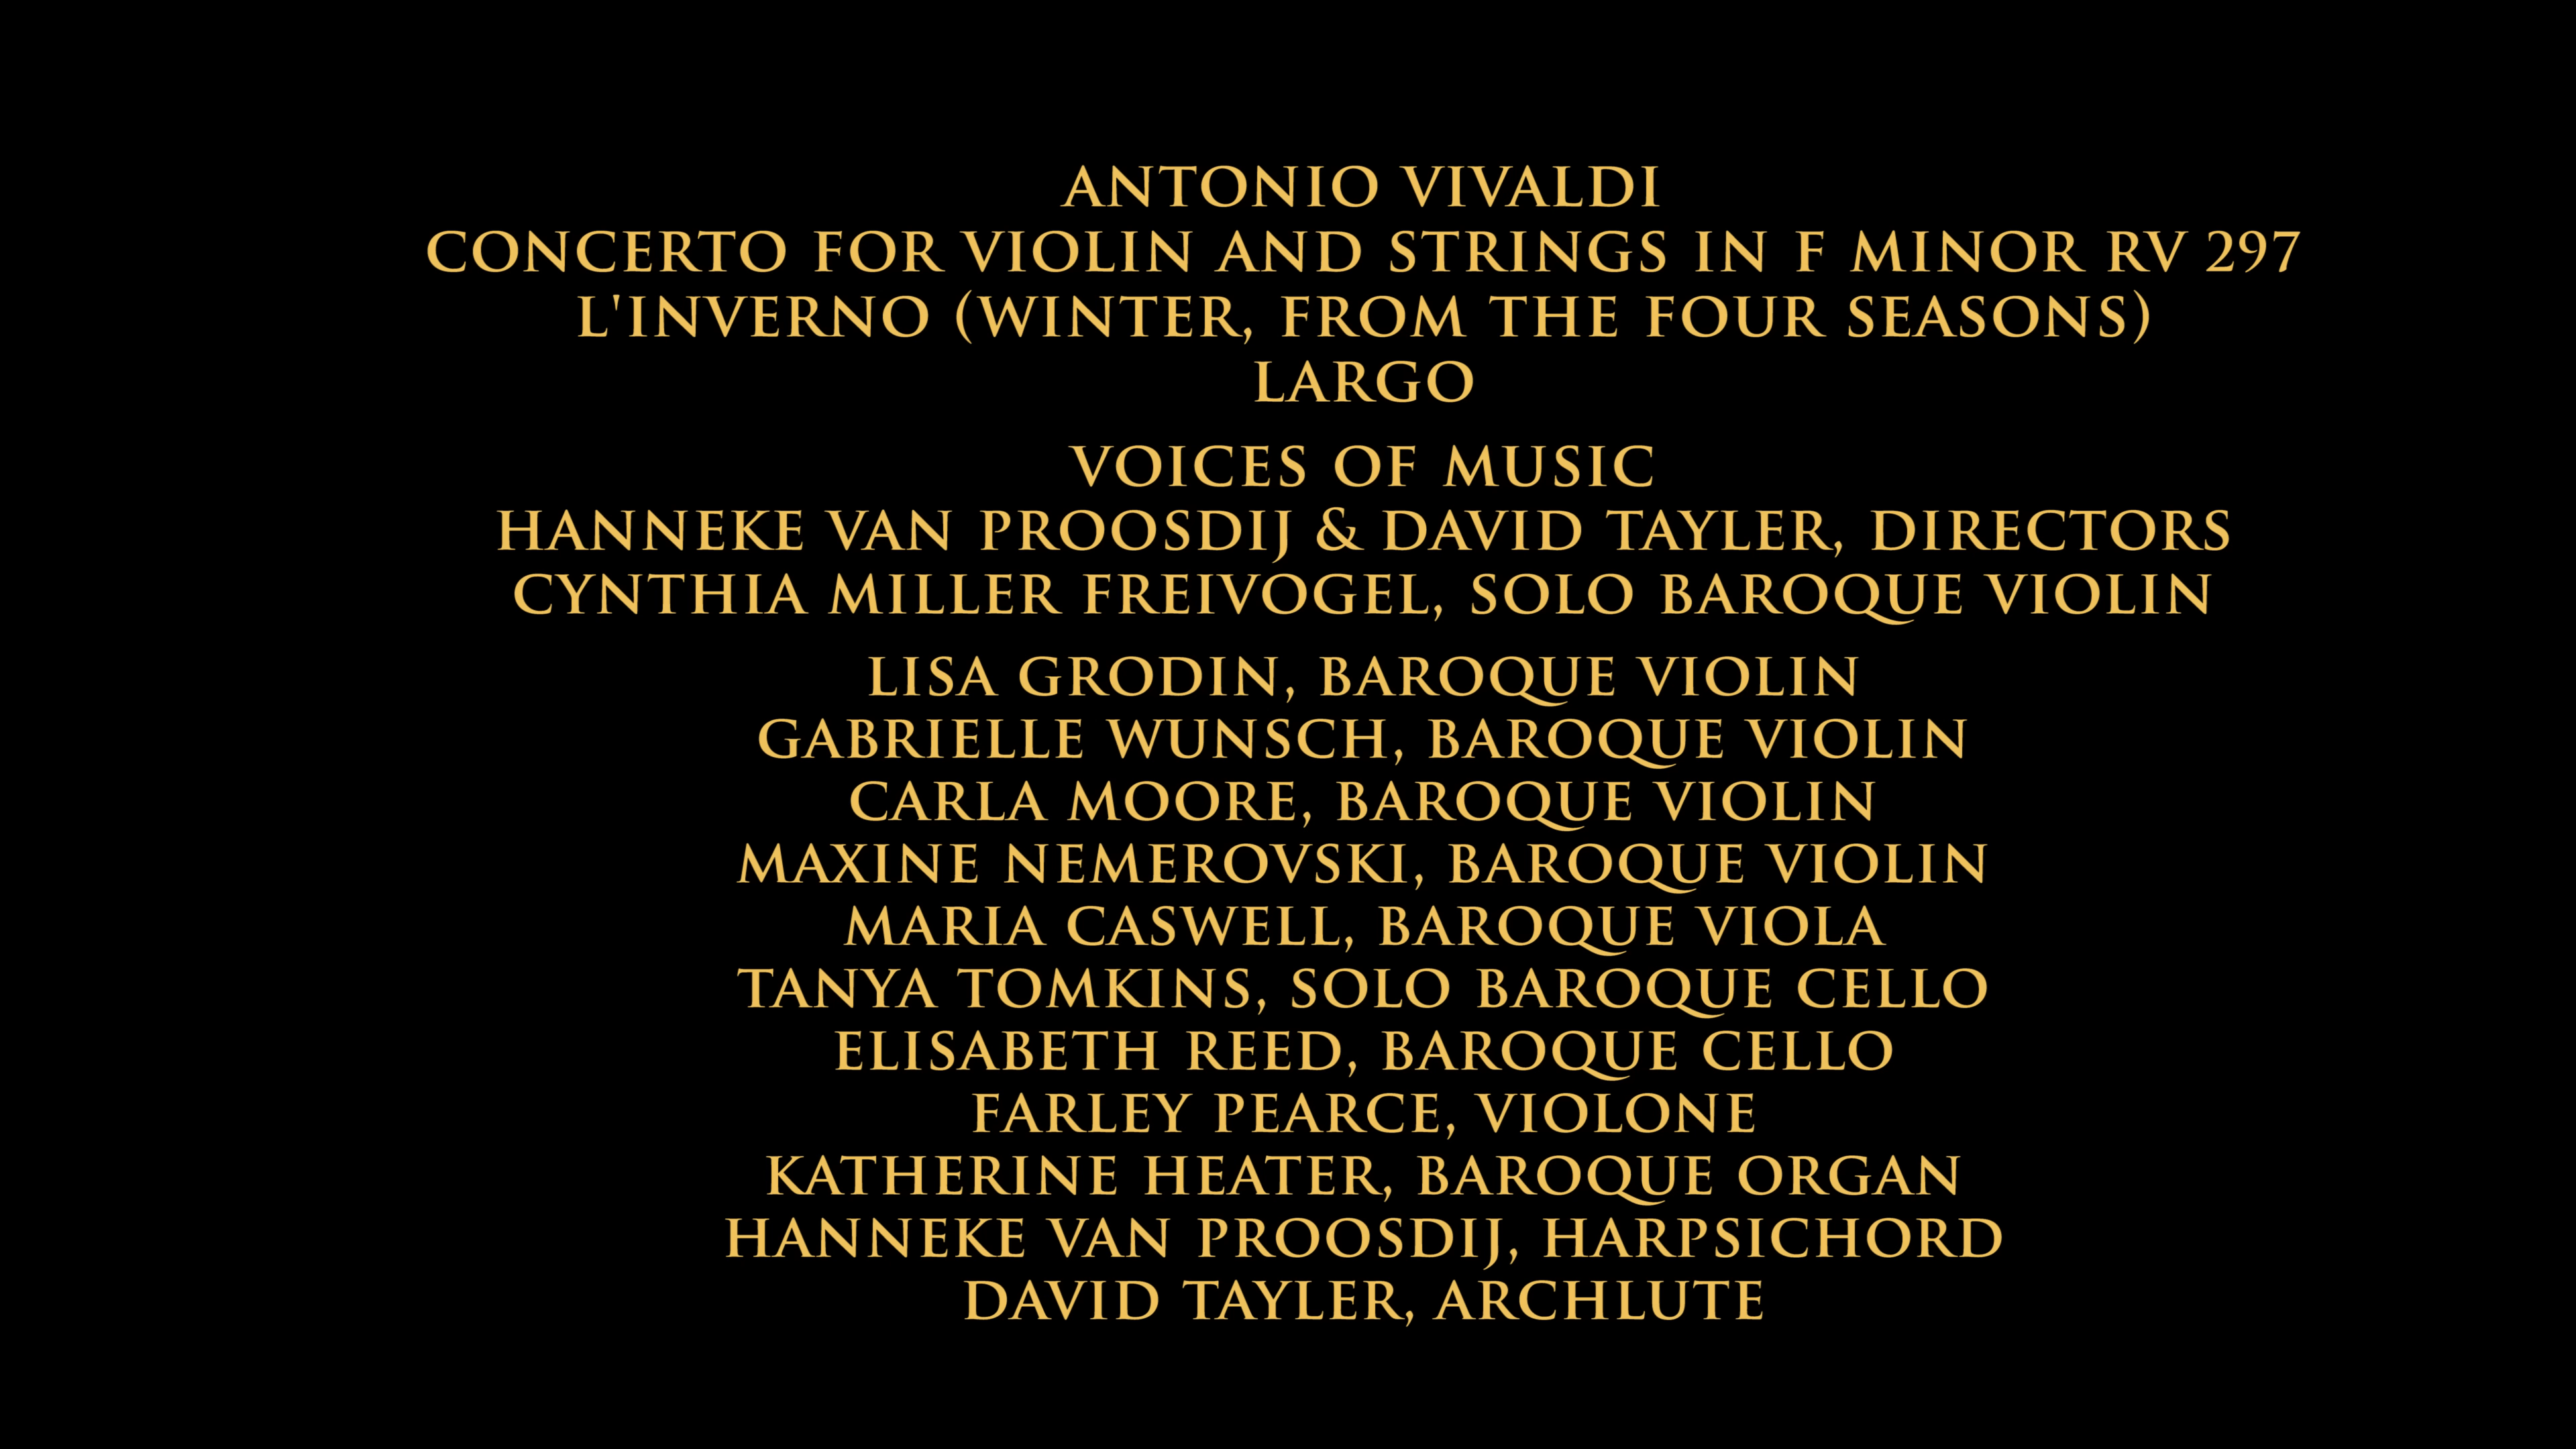 ANTONIO VIVALDI
CONCERTO FOR VIOLIN AND STRINGS IN F MINOR RV 297
L'INVERNO (WINTER, FROM THE FOUR SEASONS)
LARGO
VOICES OF MUSIC
HANNEKE VAN PROOSDIJ & DAVID TAYLER, DIRECTORS
CYNTHIA MILLER FREIVOGEL, SOLO BAROQUE VIOLIN
LISA GRODIN, BAROQUE VIOLIN
GABRIELLE WUNSCH, BAROQUE VIOLIN
CARLA MOORE, BAROQUE VIOLIN
MAXINE NEMEROVSKI, BAROQUE VIOLIN
MARIA CASWELL, BAROQUE VIOLA
TANYA TOMKINS, SOLO BAROQUE CELLO
ELISABETH REED, BAROQUE CELLO
FARLEY PEARCE, VIOLONE
KATHERINE HEATER, BAROQUE ORGAN
HANNEKE VAN PROOSDIJ, HARPSICHORD
DAVID TAYLER, ARCHLUTE